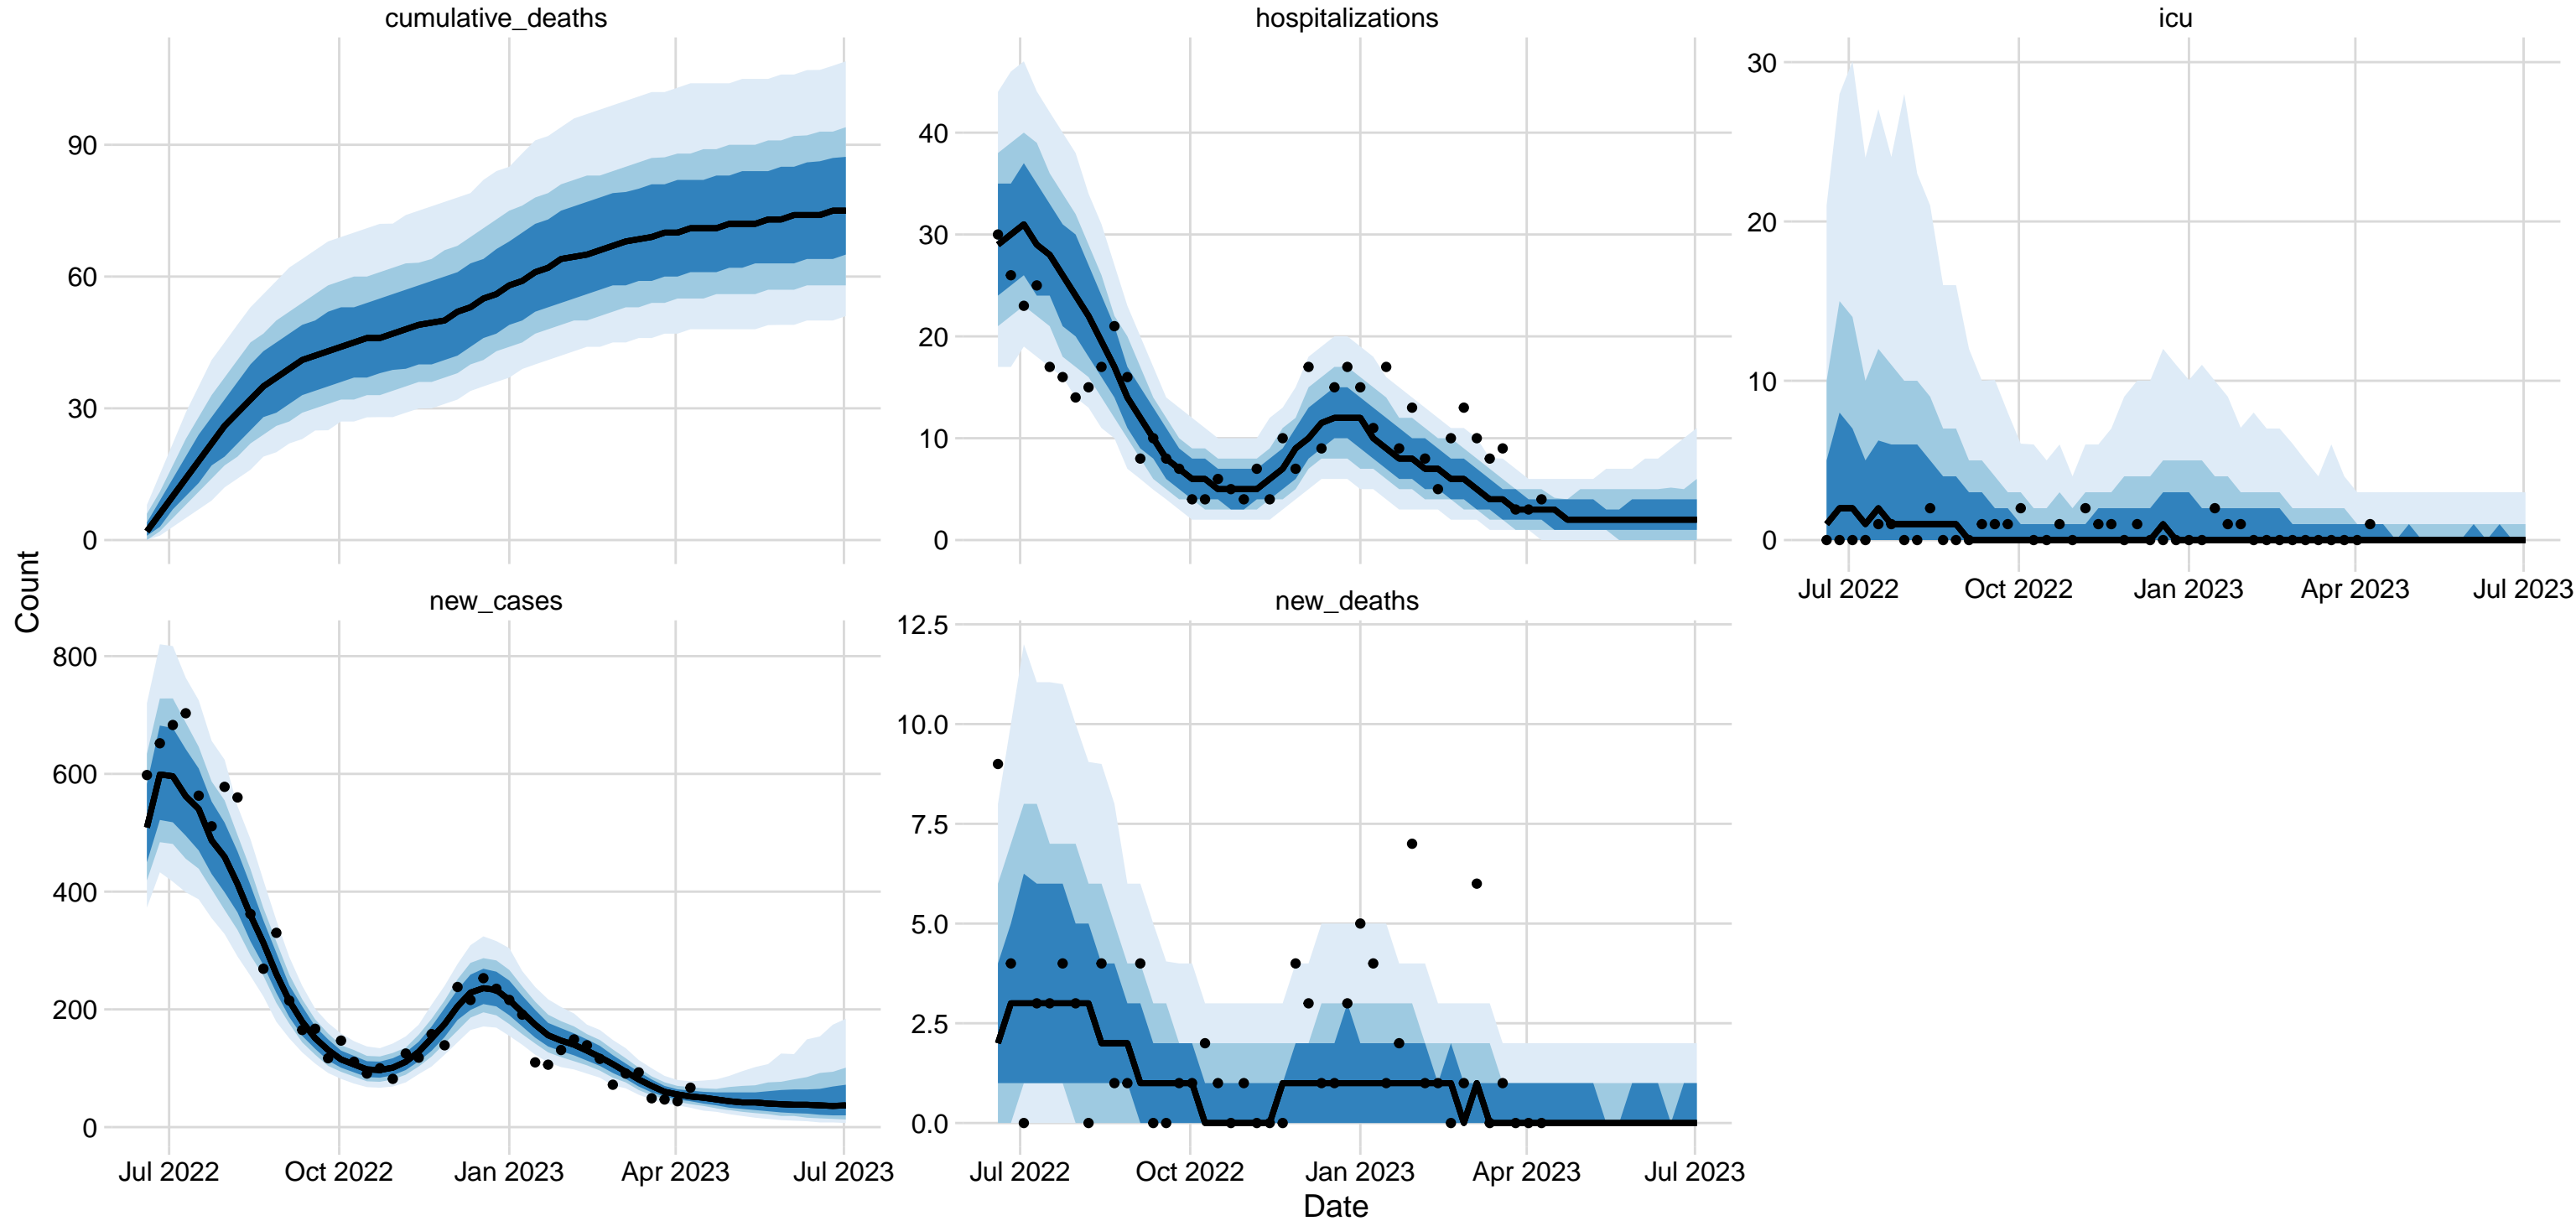 cumulative_deaths
hospitalizations
icu
90
60
30
0
40
30
20
10
0
30
20
10
0
Jul 2022
Oct 2022
Jan 2023
Apr 2023
Jul 2023
Count
new_cases
new_deaths
800
600
400
200
0
12.5
10.0
7.5
5.0
2.5
0.0
Jul 2022
Oct 2022
Jan 2023
Apr 2023
Jul 2023
Jul 2022
Oct 2022
Jan 2023
Apr 2023
Jul 2023
Date